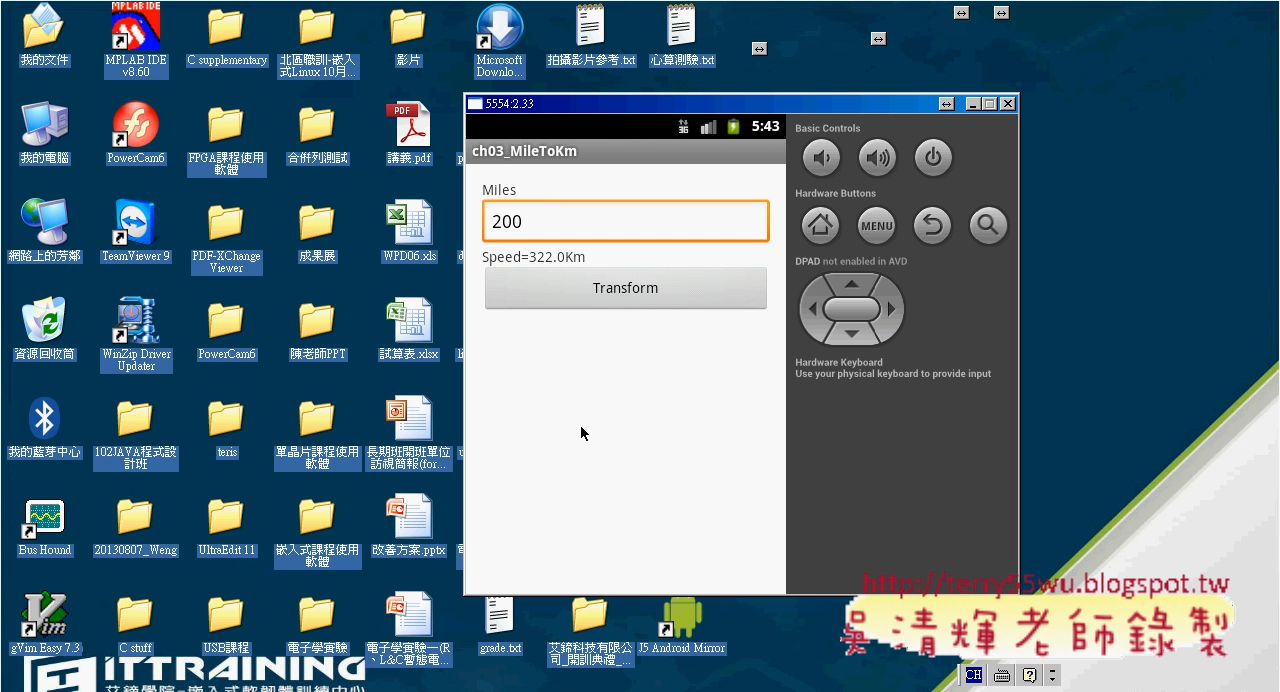 我的文件
MPLAB IDE
v8.60
C supplementary
北區職訓-嵌入
式Linux 10月...
影片
Microsoft
Downlo...
拍攝影片參考.txt
心算測驗.txt
我的電腦
PowerCam6
FPGA課程使用
軟體
合併列測試
講義.pdf
網路上的芳鄰
TeamViewer 9
PDF-XChange
Viewer
成果展
WPD06.xls
資源回收筒
WinZip Driver
Updater
PowerCam6
陳老師PPT
試算表.xlsx
我的藍芽中心
102JAVA程式設
計班
teris
單晶片課程使用
軟體
長期班開班單位
訪視簡報(for...
Bus Hound
20130807_Weng
UltraEdit 11
嵌入式課程使用
軟體
改善方案.pptx
gVim Easy 7.3
C stuff
USB課程
電子學實驗
電子學實驗一(R
、L&C暫態電...
grade.txt
艾鍗科技有限公
司_開訓典禮_...
J5 Android Mirror
5554:2.33
3G
5:43
ch03_MileToKm
Miles
200
Speed=322.0Km
Transform
Basic Controls
Hardware Buttons
MENU
DPAD not enabled in AVD
Hardware Keyboard
Use your physical keyboard to provide input
http://terry55wu.blogspot.tw
吳清輝老師錄製
ITTRAINING
艾鍗學院-嵌入式軟韌體訓練中心
CH